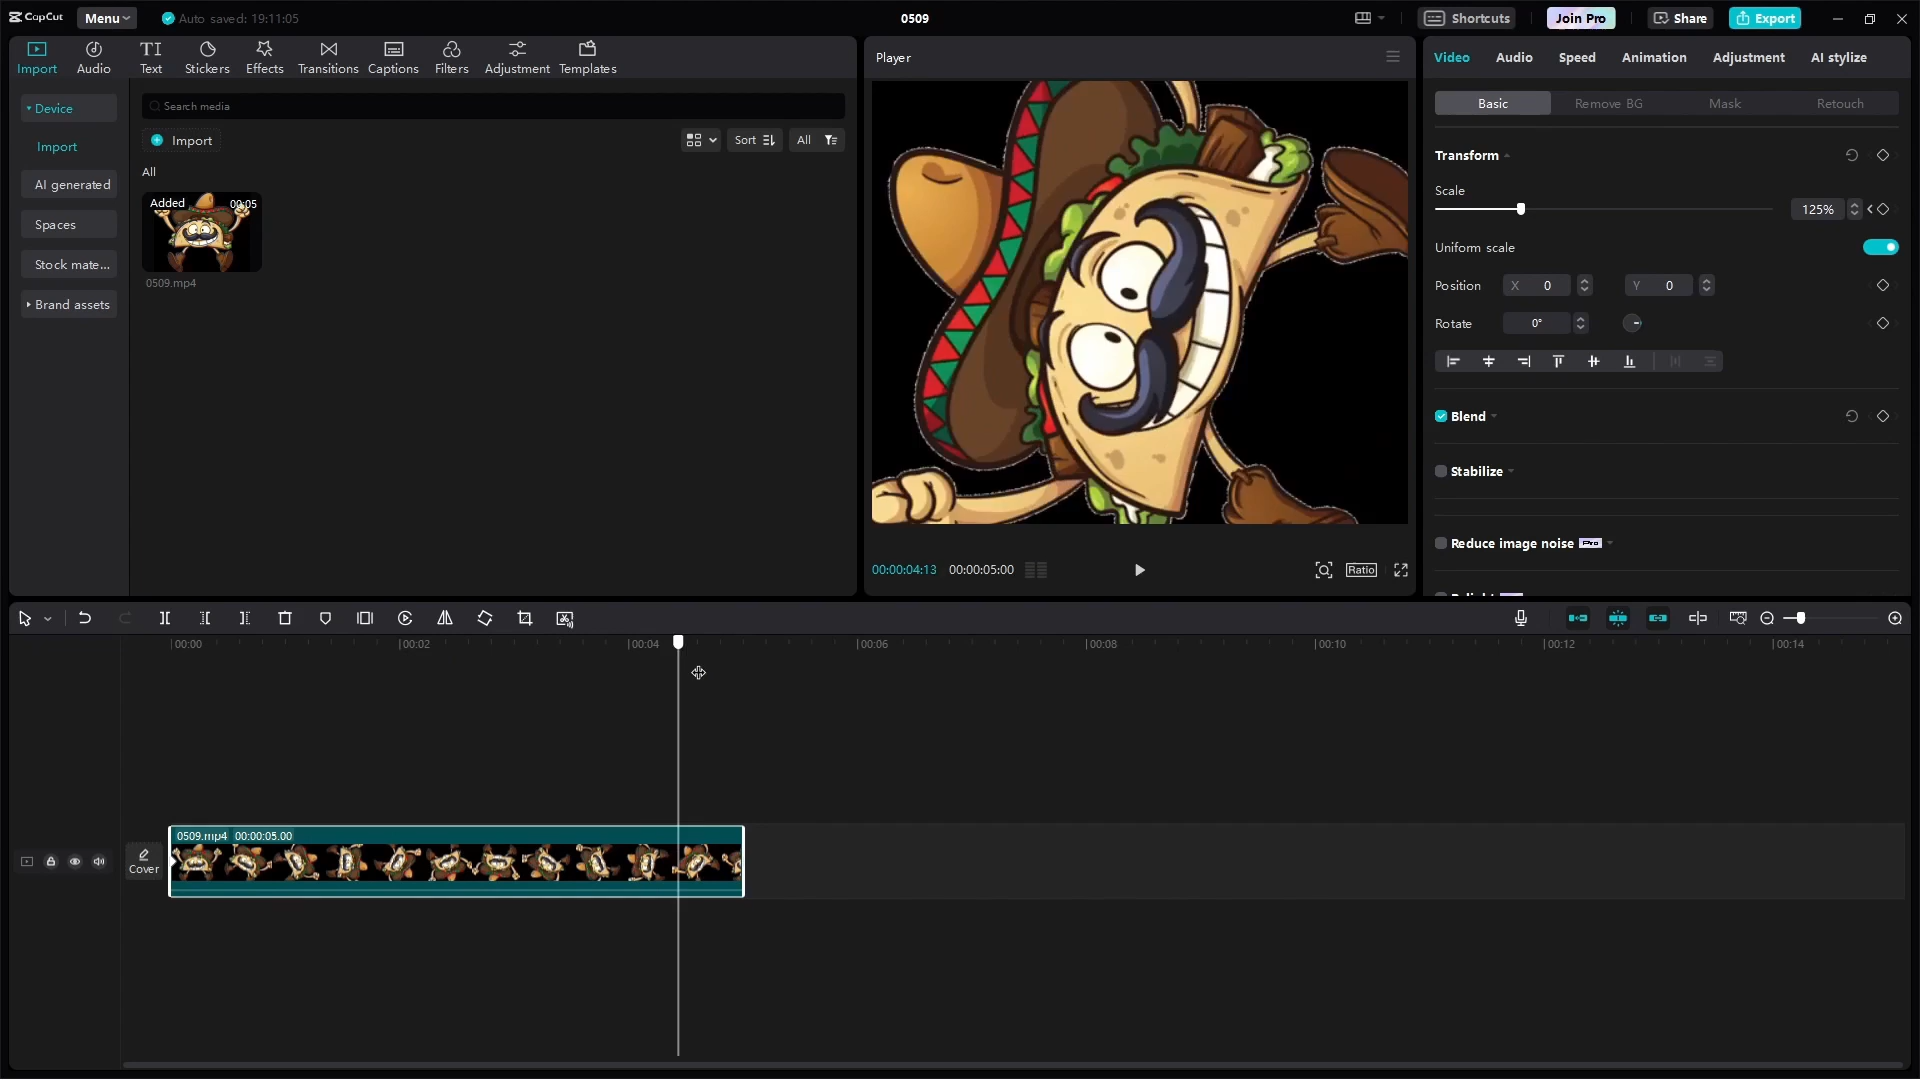 CapCut
Menu
Auto saved: 19:11:05
0509
Shortcuts
Join Pro
Share
Export
Import
Audio
Text
Stickers
Effects
Transitions
Captions
Filters
Adjustment
Templates
Device
Import
AI generated
Spaces
Stock mate...
Brand assets
Search media
Import
Sort
All
All
Added
00:05
0509.mp4
Player
00:00:04:13
00:00:05:00
Ratio
Video
Audio
Speed
Animation
Adjustment
AI stylize
Basic
Remove BG
Mask
Retouch
Transform
Scale
125%
Uniform scale
Position
X
0
Y
0
Rotate
0°
Blend
Stabilize
Reduce image noise
Pro
00:00
00:02
00:04
00:06
00:08
00:10
00:12
00:14
0509.mp4 00:00:05:00
Cover